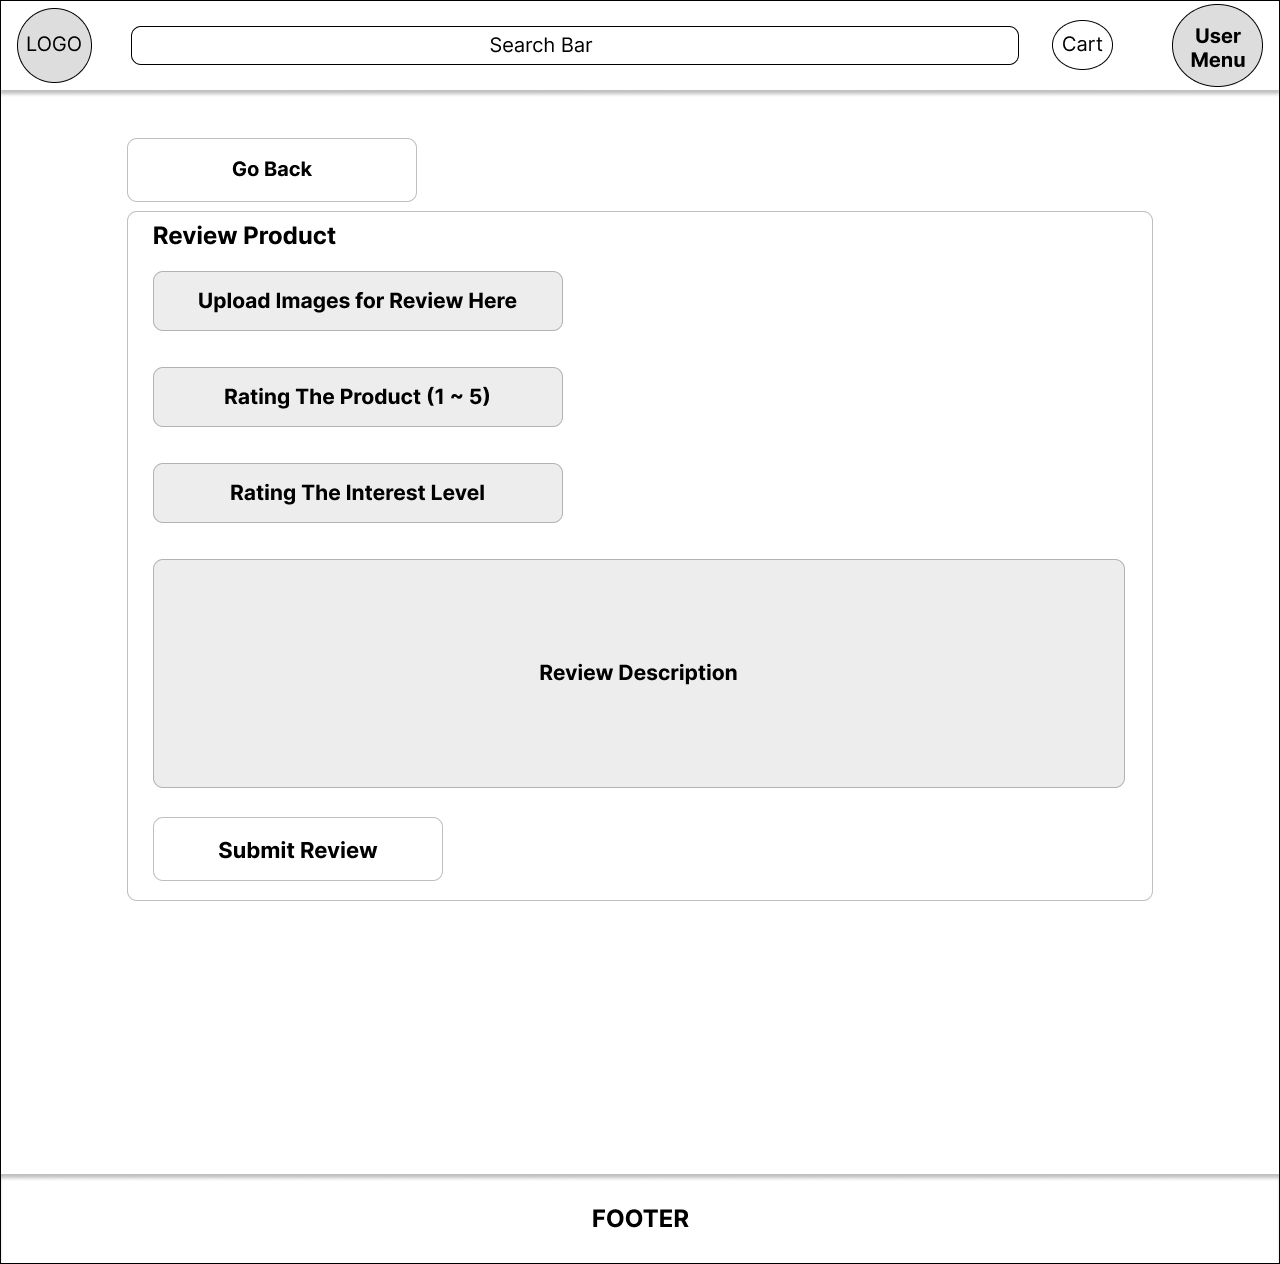 LOGO
Search Bar
Cart
User
Menu
Go Back
Review Product
Upload Images for Review Here
Rating The Product (1 ~ 5)
Rating The Interest Level
Review Description
Submit Review
FOOTER